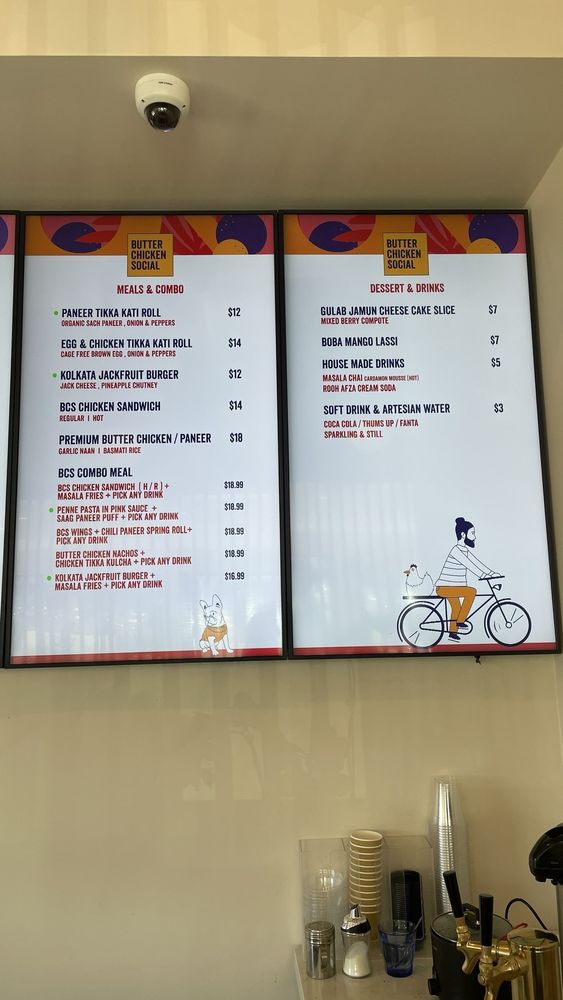 BUTTER
CHICKEN
SOCIAL
MEALS & COMBO
PANEER TIKKA KATI ROLL $12
ORGANIC SACH PANEER , ONION & PEPPERS
EGG & CHICKEN TIKKA KATI ROLL $14
CAGE FREE BROWN EGG , ONION & PEPPERS
KOLKATA JACKFRUIT BURGER $12
JACK CHEESE , PINEAPPLE CHUTNEY
BCS CHICKEN SANDWICH $14
REGULAR | HOT
PREMIUM BUTTER CHICKEN / PANEER $18
GARLIC NAAN | BASMATI RICE
BCS COMBO MEAL
BCS CHICKEN SANDWICH ( H / R ) + $18.99
MASALA FRIES + PICK ANY DRINK
PENNE PASTA IN PINK SAUCE + $18.99
SAAG PANEER PUFF + PICK ANY DRINK
BCS WINGS + CHILI PANEER SPRING ROLL+ $18.99
PICK ANY DRINK
BUTTER CHICKEN NACHOS + $18.99
CHICKEN TIKKA KULCHA + PICK ANY DRINK
KOLKATA JACKFRUIT BURGER + $16.99
MASALA FRIES + PICK ANY DRINK
BUTTER
CHICKEN
SOCIAL
DESSERT & DRINKS
GULAB JAMUN CHEESE CAKE SLICE $7
MIXED BERRY COMPOTE
BOBA MANGO LASSI $7
HOUSE MADE DRINKS $5
MASALA CHAI CARDAMON MOUSSE (HOT)
ROOH AFZA CREAM SODA
SOFT DRINK & ARTESIAN WATER $3
COCA COLA / THUMS UP / FANTA
SPARKLING & STILL